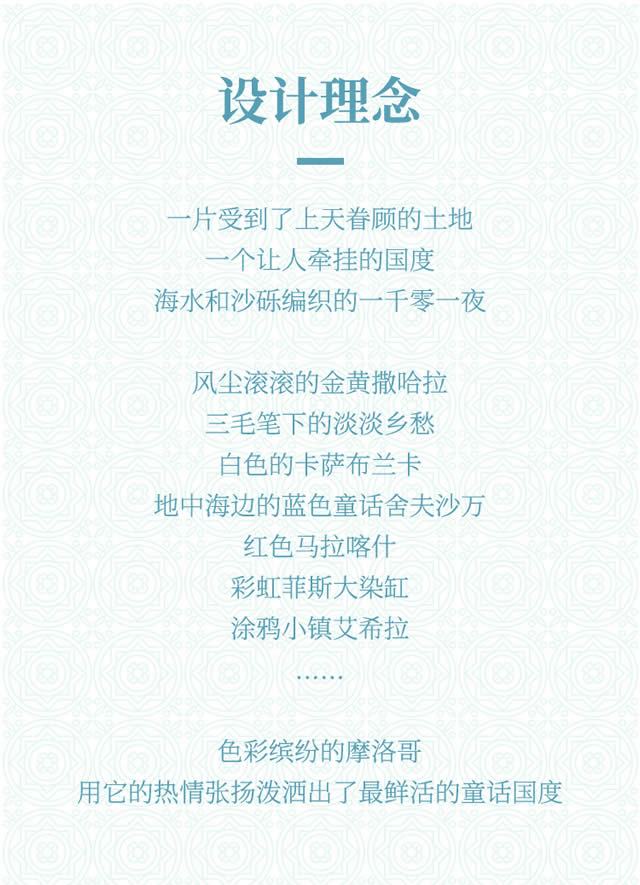 设计理念
一片受到了上天眷顾的土地
一个让人牵挂的国度
海水和沙砾编织的一千零一夜
风尘滚滚的金黄撒哈拉
三毛笔下的淡淡乡愁
白色的卡萨布兰卡
地中海边的蓝色童话舍夫沙万
红色马拉喀什
彩虹菲斯大染缸
涂鸦小镇艾希拉
······
色彩缤纷的摩洛哥
用它的热情张扬泼洒出了最鲜活的童话国度